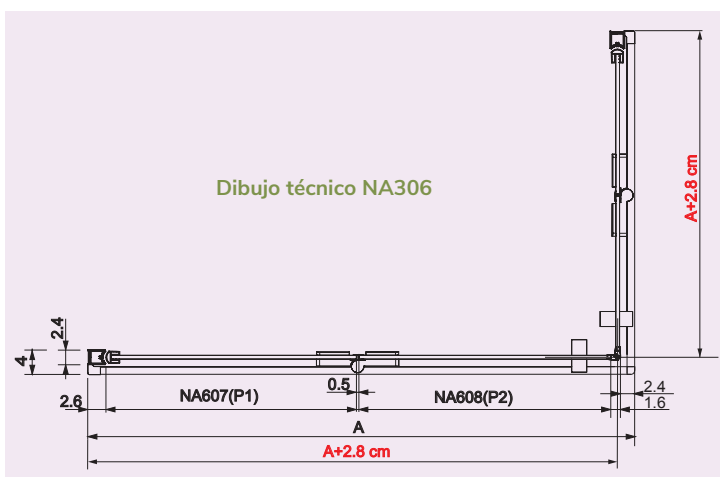 Dibujo técnico NA306
A+2.8 cm
2.4
4
2.6
NA607(P1)
0.5
NA608(P2)
2.4
1.6
A
A+2.8 cm